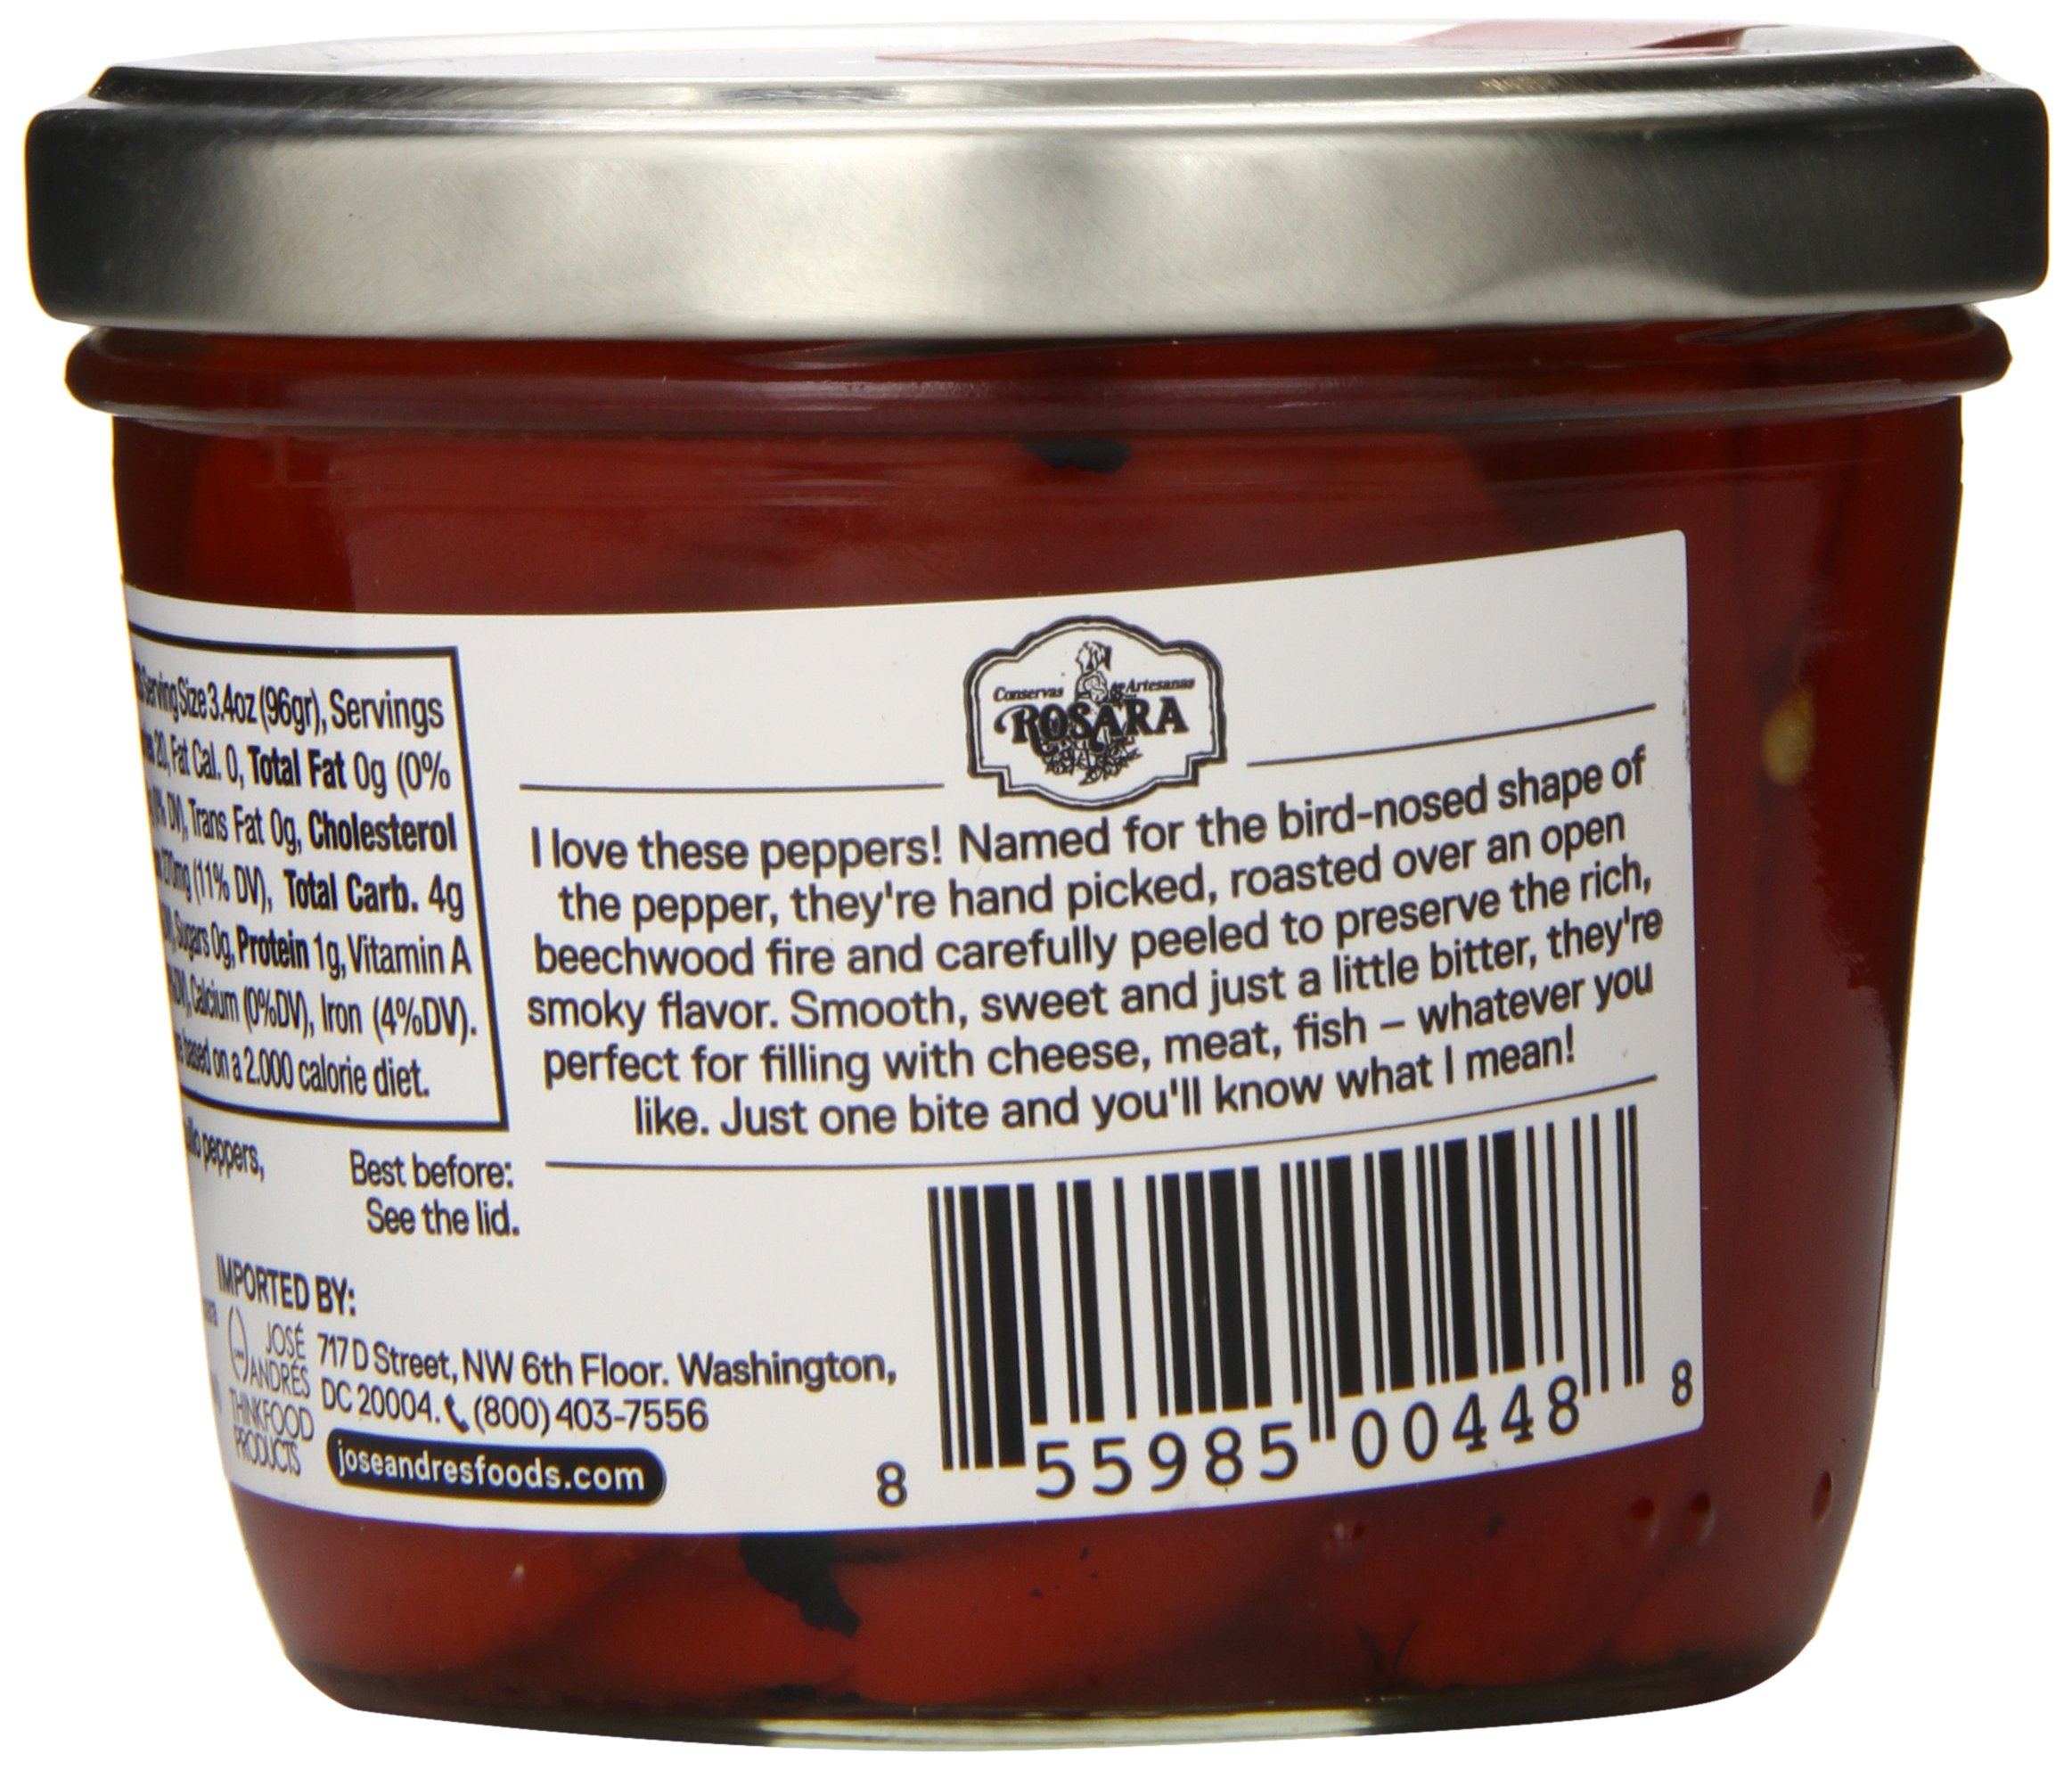 Serving Size 3.4oz (96gr), Servings
20, Fat Cal. 0, Total Fat 0g (0%
DV), Trans Fat 0g, Cholesterol
270mg (11% DV), Total Carb. 4g
Sugars 0g, Protein 1g, Vitamin A
Calcium (0%DV), Iron (4%DV).
based on a 2.000 calorie diet.
peppers,
Best before:
See the lid.
IMPORTED BY:
JOSÉ
ANDRÉS
THINKFOOD
PRODUCTS
717 D Street, NW 6th Floor. Washington,
DC 20004. (800) 403-7556
joseandresfoods.com
Conservas Artesanas
ROSARA
I love these peppers! Named for the bird-nosed shape of
the pepper, they're hand picked, roasted over an open
beechwood fire and carefully peeled to preserve the rich,
smoky flavor. Smooth, sweet and just a little bitter, they're
perfect for filling with cheese, meat, fish – whatever you
like. Just one bite and you'll know what I mean!
8 55985 00448 8